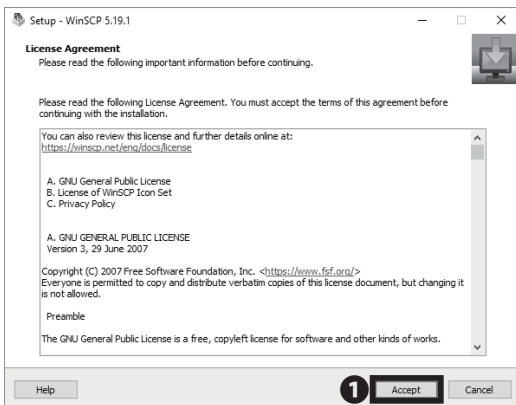 Setup - WinSCP 5.19.1
License Agreement
Please read the following important information before continuing.
Please read the following License Agreement. You must accept the terms of this agreement before
continuing with the installation.
You can also review this license and further details online at:
https://winscp.net/eng/docs/license
A. GNU General Public License
B. License of WinSCP Icon Set
C. Privacy Policy
A. GNU GENERAL PUBLIC LICENSE
Version 3, 29 June 2007
Copyright (C) 2007 Free Software Foundation, Inc. <https://www.fsf.org/>
Everyone is permitted to copy and distribute verbatim copies of this license document, but changing it
is not allowed.
Preamble
The GNU General Public License is a free, copyleft license for software and other kinds of works.
Help 1 Accept Cancel